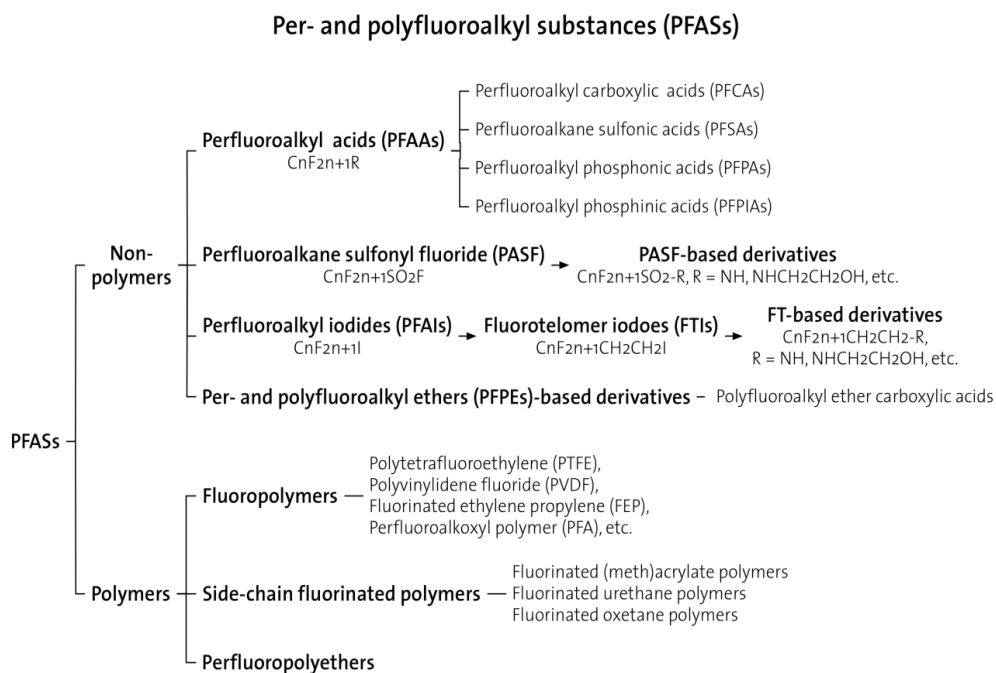 Per- and polyfluoroalkyl substances (PFASs)
Perfluoroalkyl carboxylic acids (PFCAs)
Perfluoroalkane sulfonic acids (PFSAs)
Perfluoroalkyl acids (PFAAs)
CnF2n+1R
Perfluoroalkyl phosphonic acids (PFPAs)
Perfluoroalkyl phosphinic acids (PFPIAs)
Non-
polymers
Perfluoroalkane sulfonyl fluoride (PASF)
CnF2n+1SO2F
PASF-based derivatives
CnF2n+1SO2-R, R = NH, NHCH2CH2OH, etc.
Perfluoroalkyl iodides (PFAIs)
CnF2n+1I
Fluorotelomer iodoes (FTIs)
CnF2n+1CH2CH2I
FT-based derivatives
CnF2n+1CH2CH2-R,
R = NH, NHCH2CH2OH, etc.
Per- and polyfluoroalkyl ethers (PFPEs)-based derivatives
Polyfluoroalkyl ether carboxylic acids
PFASs
Fluoropolymers
Polytetrafluoroethylene (PTFE),
Polyvinylidene fluoride (PVDF),
Fluorinated ethylene propylene (FEP),
Perfluoroalkoxyl polymer (PFA), etc.
Polymers
Side-chain fluorinated polymers
Fluorinated (meth)acrylate polymers
Fluorinated urethane polymers
Fluorinated oxetane polymers
Perfluoropolyethers